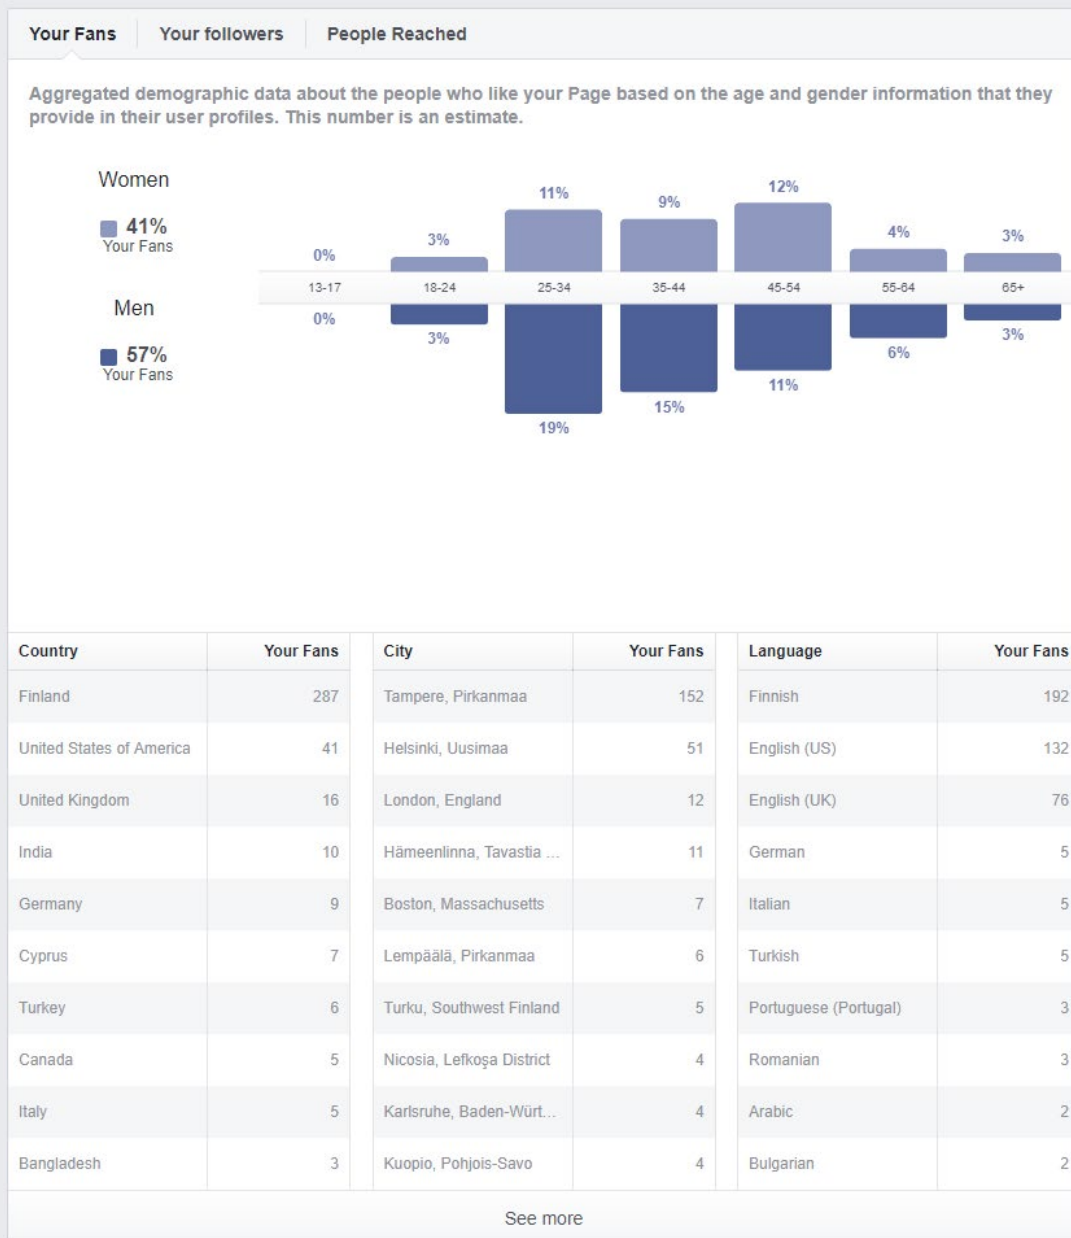 Your Fans Your followers People Reached
Aggregated demographic data about the people who like your Page based on the age and gender information that they
provide in their user profiles. This number is an estimate.
Women
41%
Your Fans
0% 3% 11% 9% 12% 4% 3%
13-17 18-24 25-34 35-44 45-54 55-64 65+
Men
57%
Your Fans
0% 3% 19% 15% 11% 6% 3%
Country Your Fans City Your Fans Language Your Fans
Finland 287 Tampere, Pirkanmaa 152 Finnish 192
United States of America 41 Helsinki, Uusimaa 51 English (US) 132
United Kingdom 16 London, England 12 English (UK) 76
India 10 Hämeenlinna, Tavastia ... 11 German 5
Germany 9 Boston, Massachusetts 7 Italian 5
Cyprus 7 Lempäälä, Pirkanmaa 6 Turkish 5
Turkey 6 Turku, Southwest Finland 5 Portuguese (Portugal) 3
Canada 5 Nicosia, Lefkoşa District 4 Romanian 3
Italy 5 Karlsruhe, Baden-Würt... 4 Arabic 2
Bangladesh 3 Kuopio, Pohjois-Savo 4 Bulgarian 2
See more